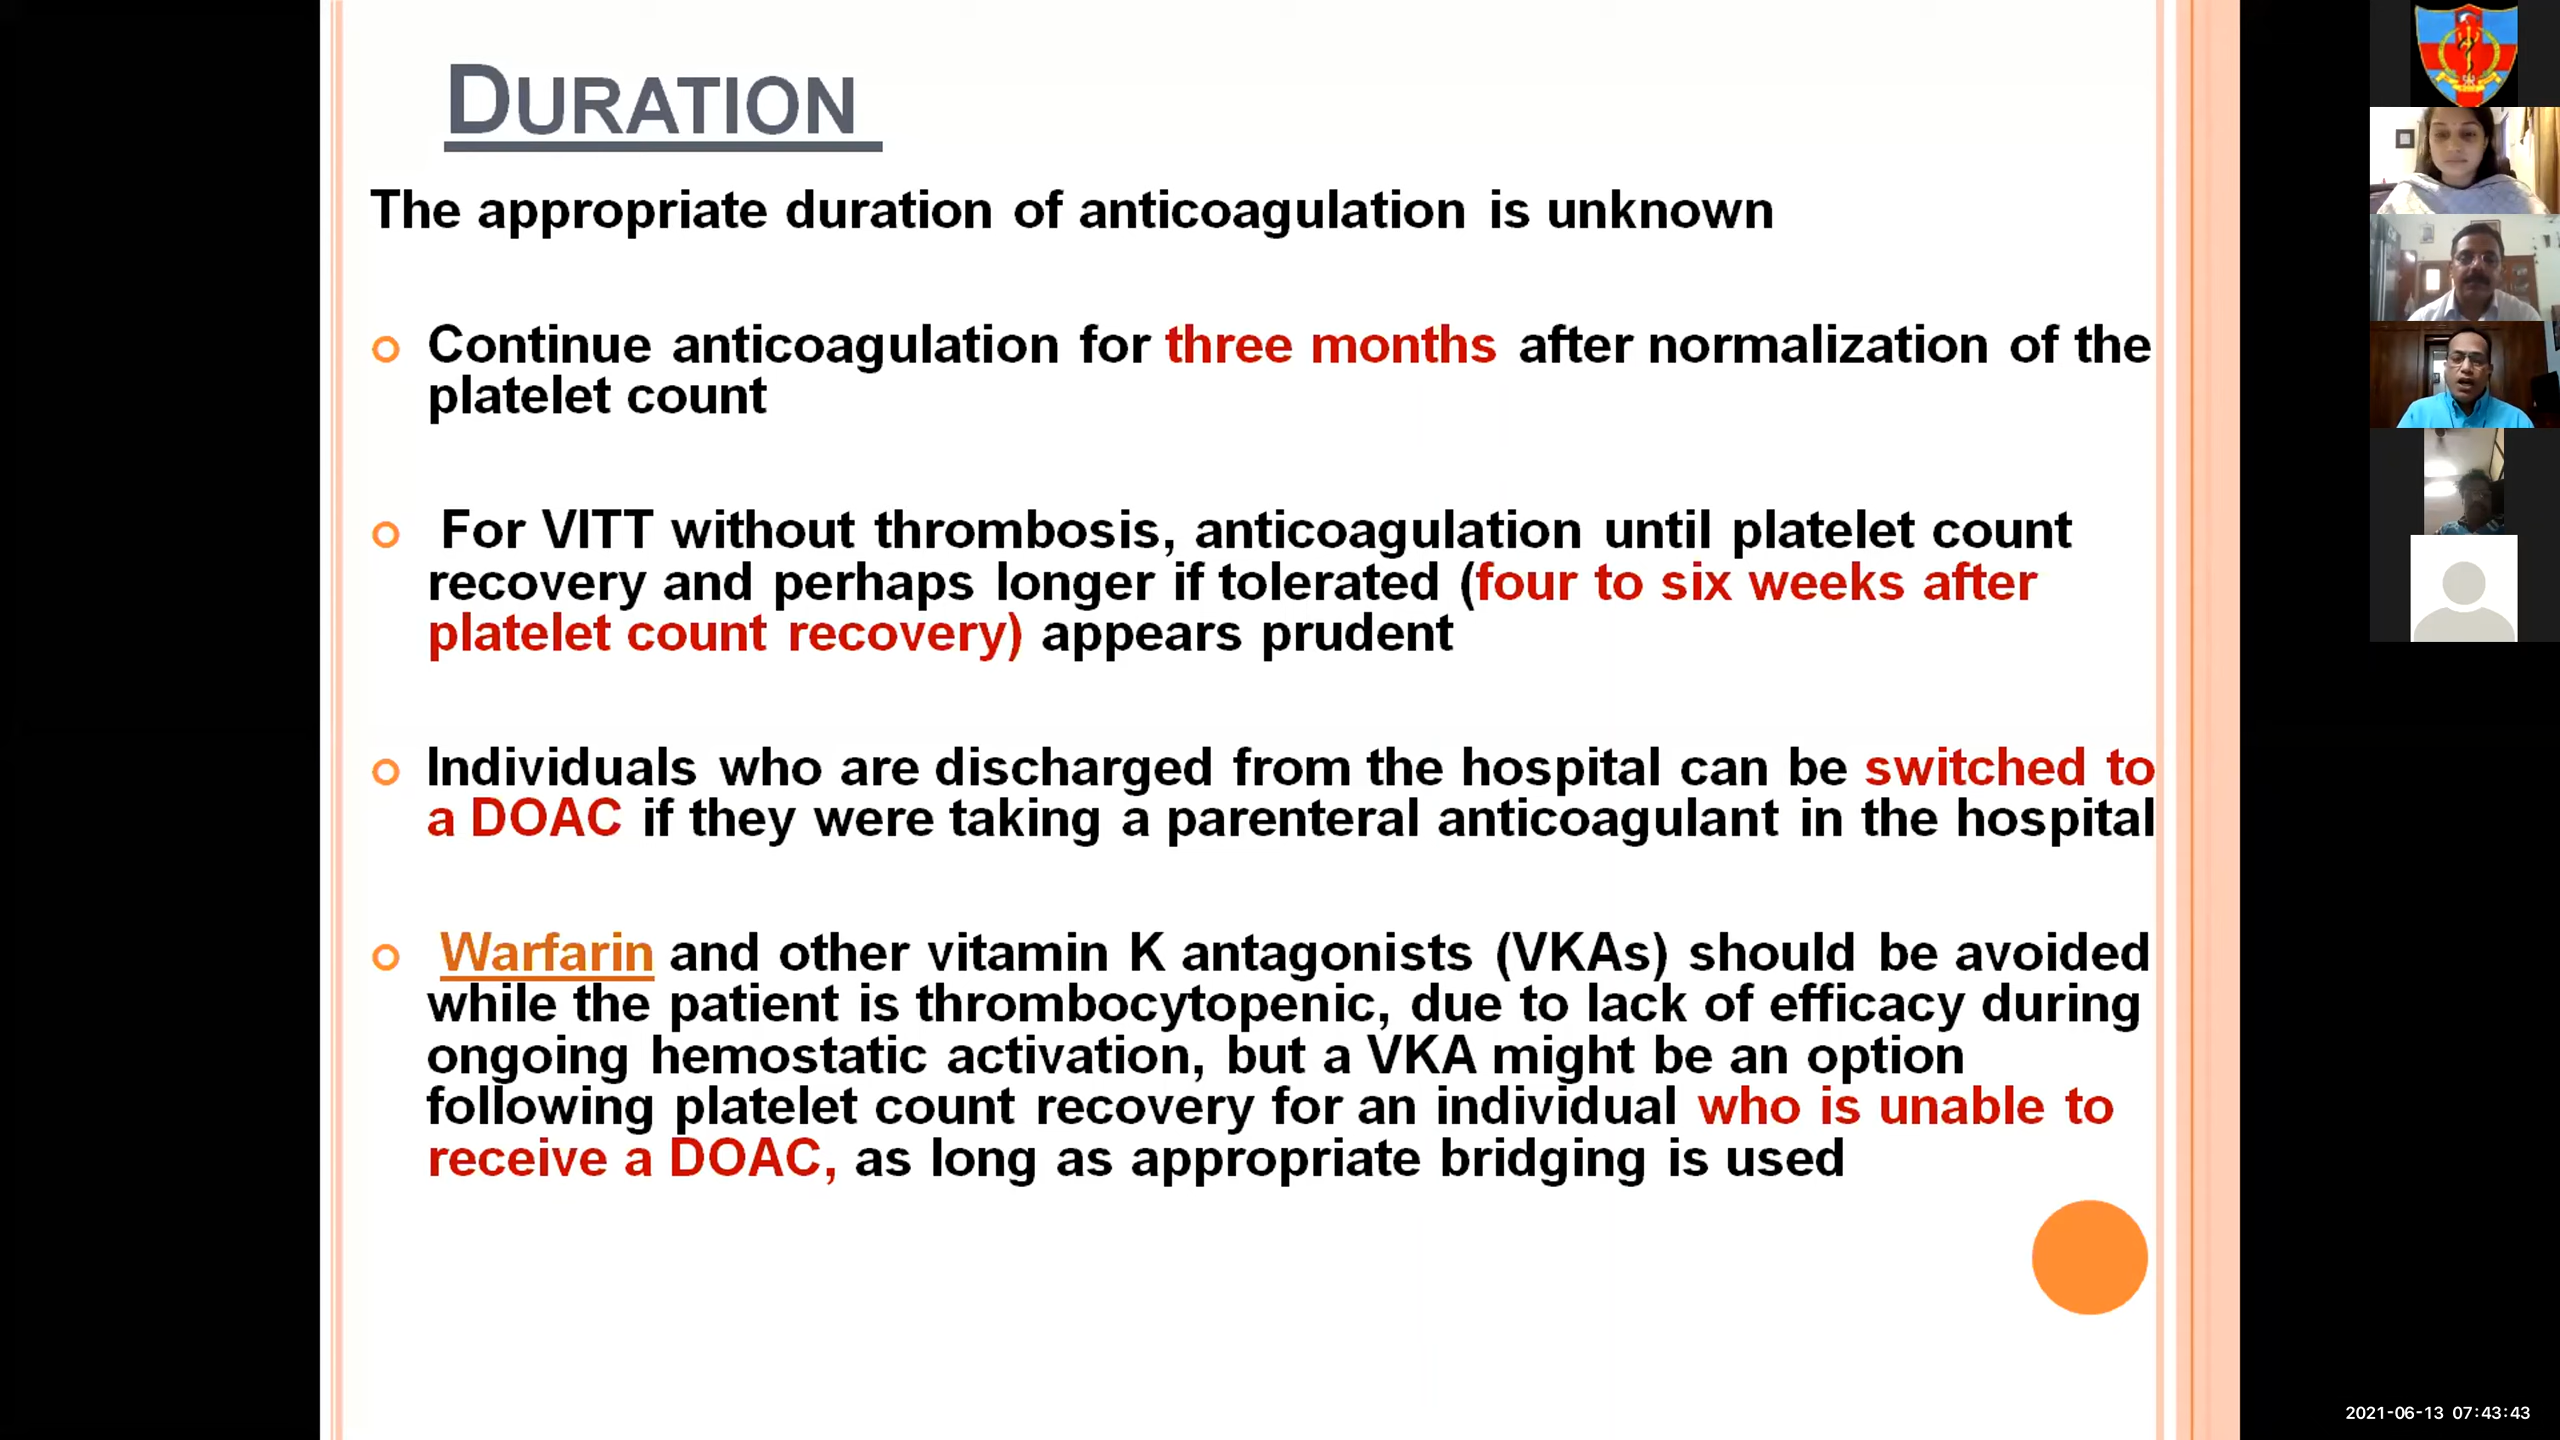 DURATION
The appropriate duration of anticoagulation is unknown
Continue anticoagulation for three months after normalization of the
platelet count
For VITT without thrombosis, anticoagulation until platelet count
recovery and perhaps longer if tolerated (four to six weeks after
platelet count recovery) appears prudent
Individuals who are discharged from the hospital can be switched to
a DOAC if they were taking a parenteral anticoagulant in the hospital
Warfarin and other vitamin K antagonists (VKAs) should be avoided
while the patient is thrombocytopenic, due to lack of efficacy during
ongoing hemostatic activation, but a VKA might be an option
following platelet count recovery for an individual who is unable to
receive a DOAC, as long as appropriate bridging is used
2021-06-13 07:43:43